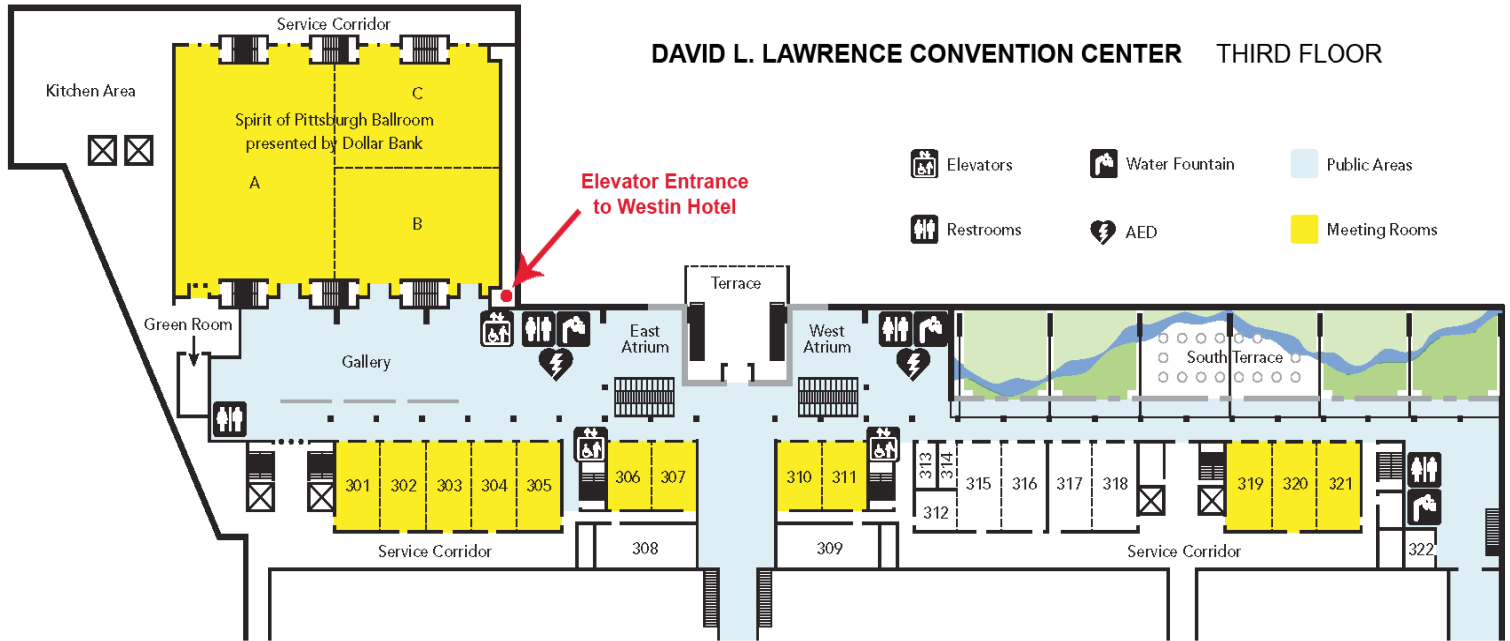 DAVID L. LAWRENCE CONVENTION CENTER THIRD FLOOR
Service Corridor
Kitchen Area
C
Spirit of Pittsburgh Ballroom
presented by Dollar Bank
A
B
Elevator Entrance
to Westin Hotel
Elevators
Water Fountain
Public Areas
Restrooms
AED
Meeting Rooms
Terrace
Green Room
Gallery
East
Atrium
West
Atrium
South Terrace
301
302
303
304
305
306
307
310
311
313
314
312
315
316
317
318
319
320
321
308
309
322
Service Corridor
Service Corridor